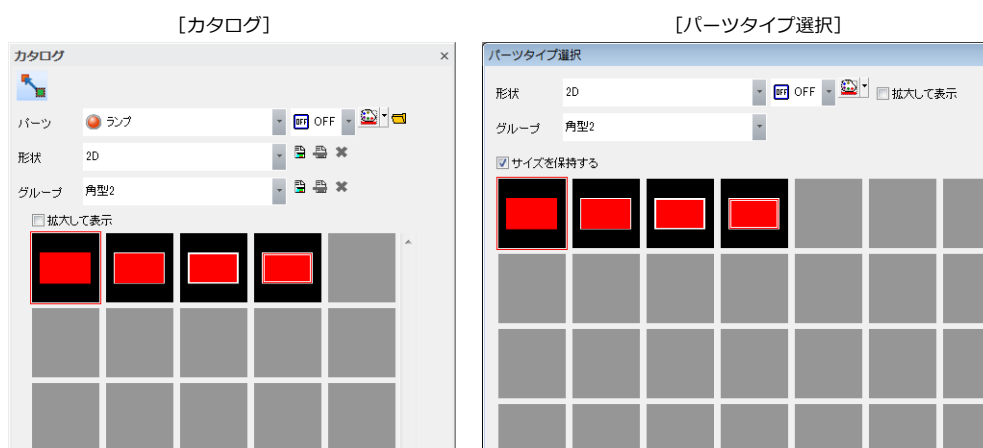 [カタログ]
[パーツタイプ選択]
カタログ
パーツ ランプ OFF OFF
形状 2D
グループ 角型2
拡大して表示
パーツタイプ選択
形状 2D OFF OFF 拡大して表示
グループ 角型2
サイズを保持する